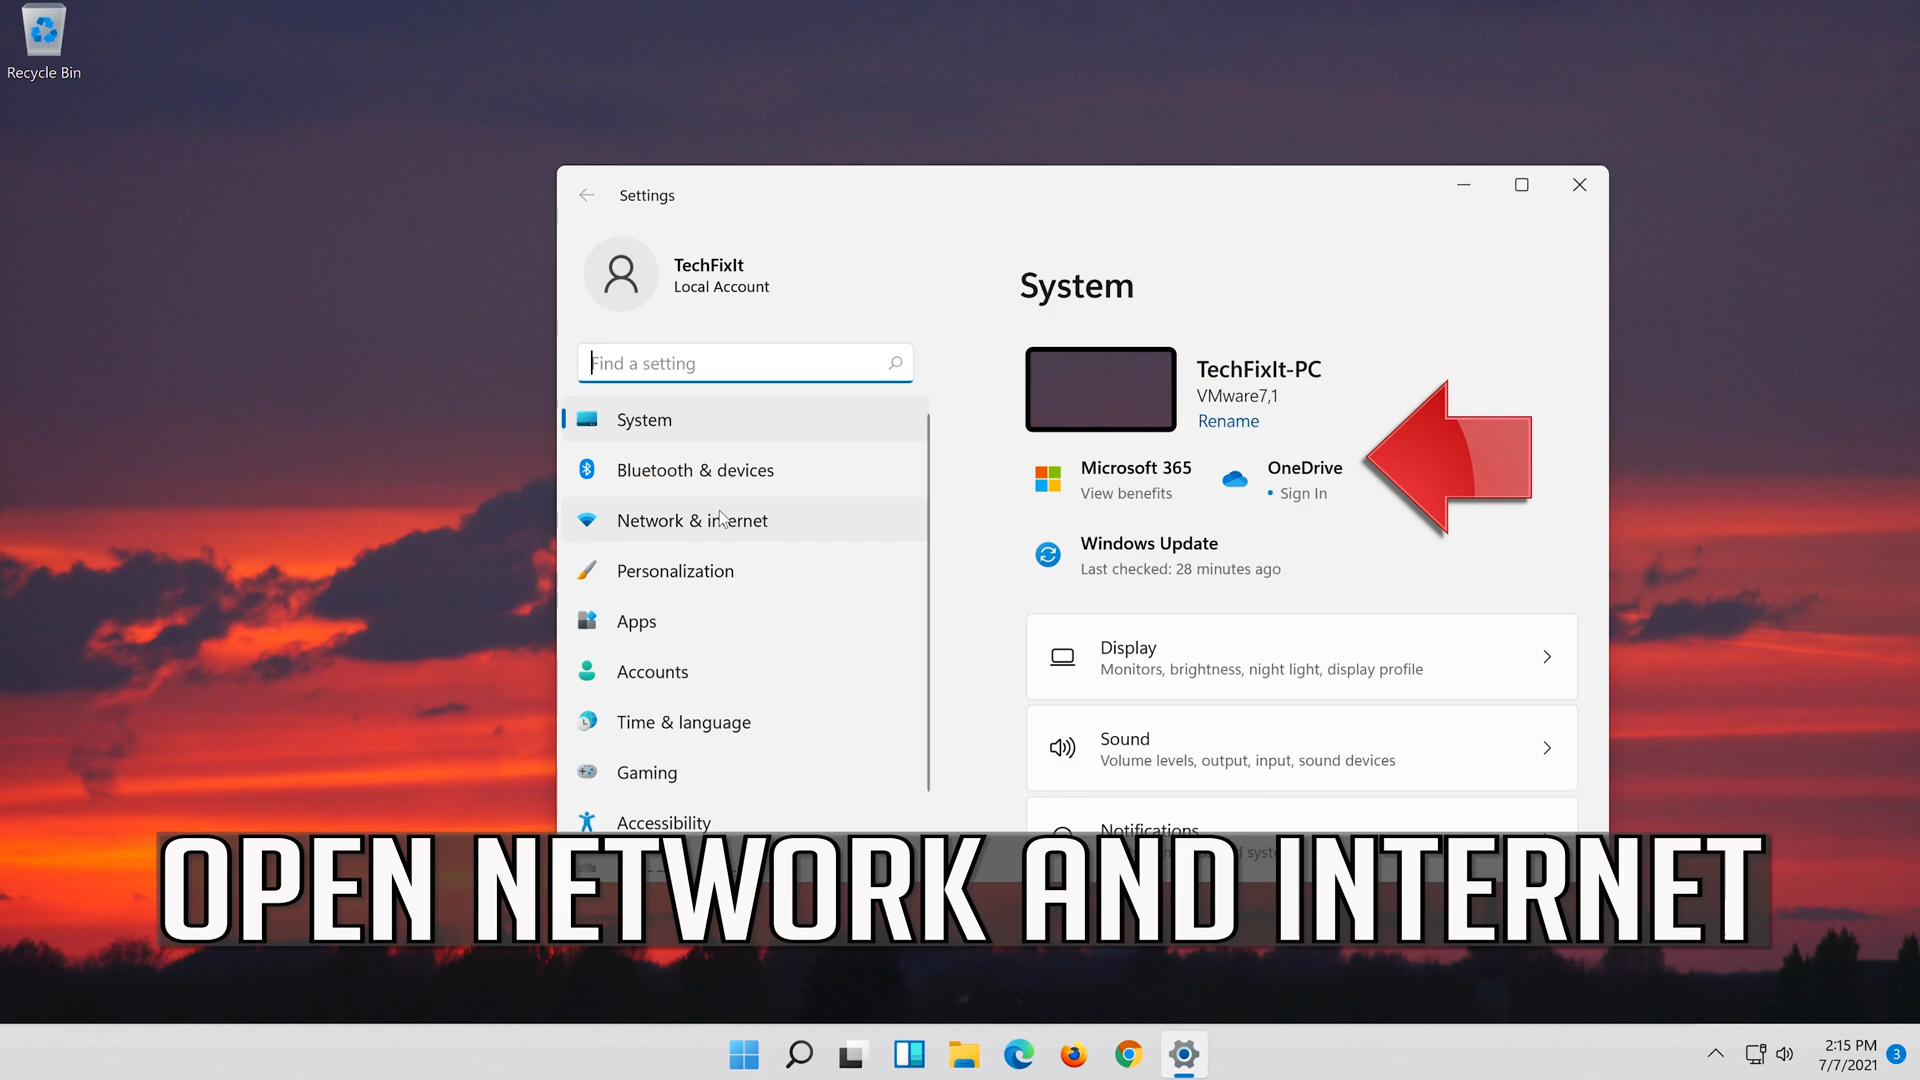 Recycle Bin
Settings
TechFixIt
Local Account
Find a setting
System
Bluetooth & devices
Network & internet
Personalization
Apps
Accounts
Time & language
Gaming
Accessibility
System
TechFixIt-PC
VMware7,1
Rename
Microsoft 365
View benefits
OneDrive
• Sign In
Windows Update
Last checked: 28 minutes ago
Display
Monitors, brightness, night light, display profile
Sound
Volume levels, output, input, sound devices
Notifications
OPEN NETWORK AND INTERNET
2:15 PM
7/7/2021
3